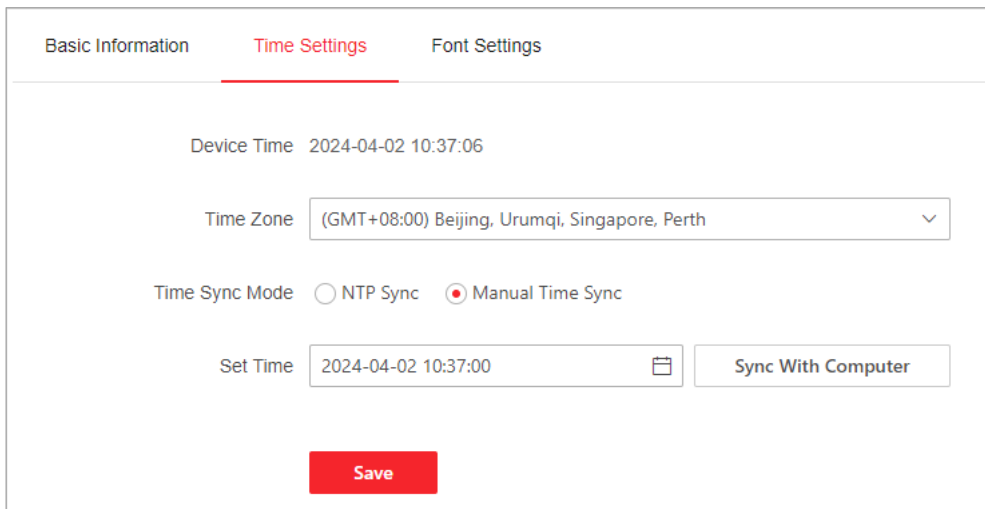 Basic Information Time Settings Font Settings
Device Time 2024-04-02 10:37:06
Time Zone (GMT+08:00) Beijing, Urumqi, Singapore, Perth
Time Sync Mode NTP Sync Manual Time Sync
Set Time 2024-04-02 10:37:00 Sync With Computer
Save